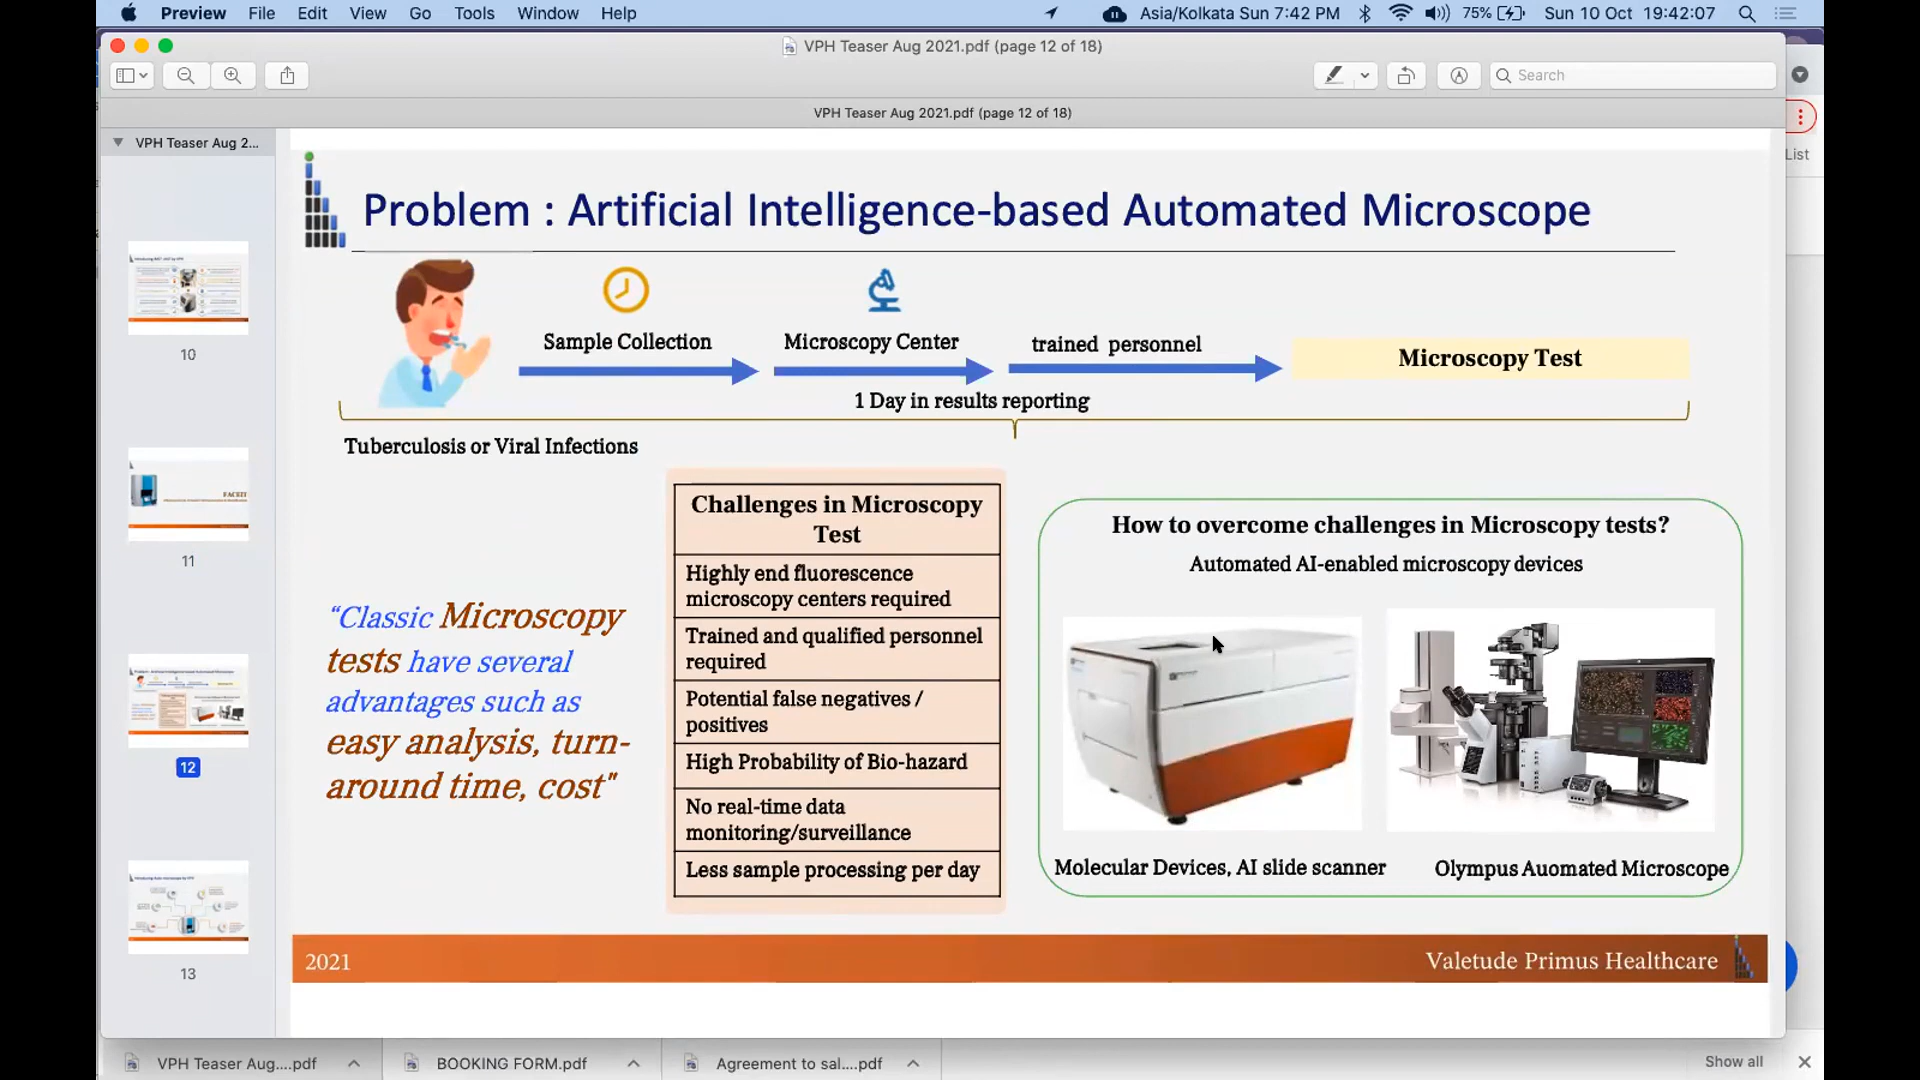 Preview File Edit View Go Tools Window Help Asia/Kolkata Sun 7:42 PM 75% Sun 10 Oct 19:42:07
VPH Teaser Aug 2021.pdf (page 12 of 18)
Search
VPH Teaser Aug 2021.pdf (page 12 of 18)
VPH Teaser Aug 2...
List
10
11
12
13
Problem : Artificial Intelligence-based Automated Microscope
Sample Collection
Microscopy Center
trained personnel
Microscopy Test
1 Day in results reporting
Tuberculosis or Viral Infections
"Classic Microscopy
tests have several
advantages such as
easy analysis, turn-
around time, cost"
Challenges in Microscopy
Test
Highly end fluorescence
microscopy centers required
Trained and qualified personnel
required
Potential false negatives /
positives
High Probability of Bio-hazard
No real-time data
monitoring/surveillance
Less sample processing per day
How to overcome challenges in Microscopy tests?
Automated AI-enabled microscopy devices
Molecular Devices, AI slide scanner
Olympus Auomated Microscope
2021
Valetude Primus Healthcare
VPH Teaser Aug....pdf
BOOKING FORM.pdf
Agreement to sal....pdf
Show all